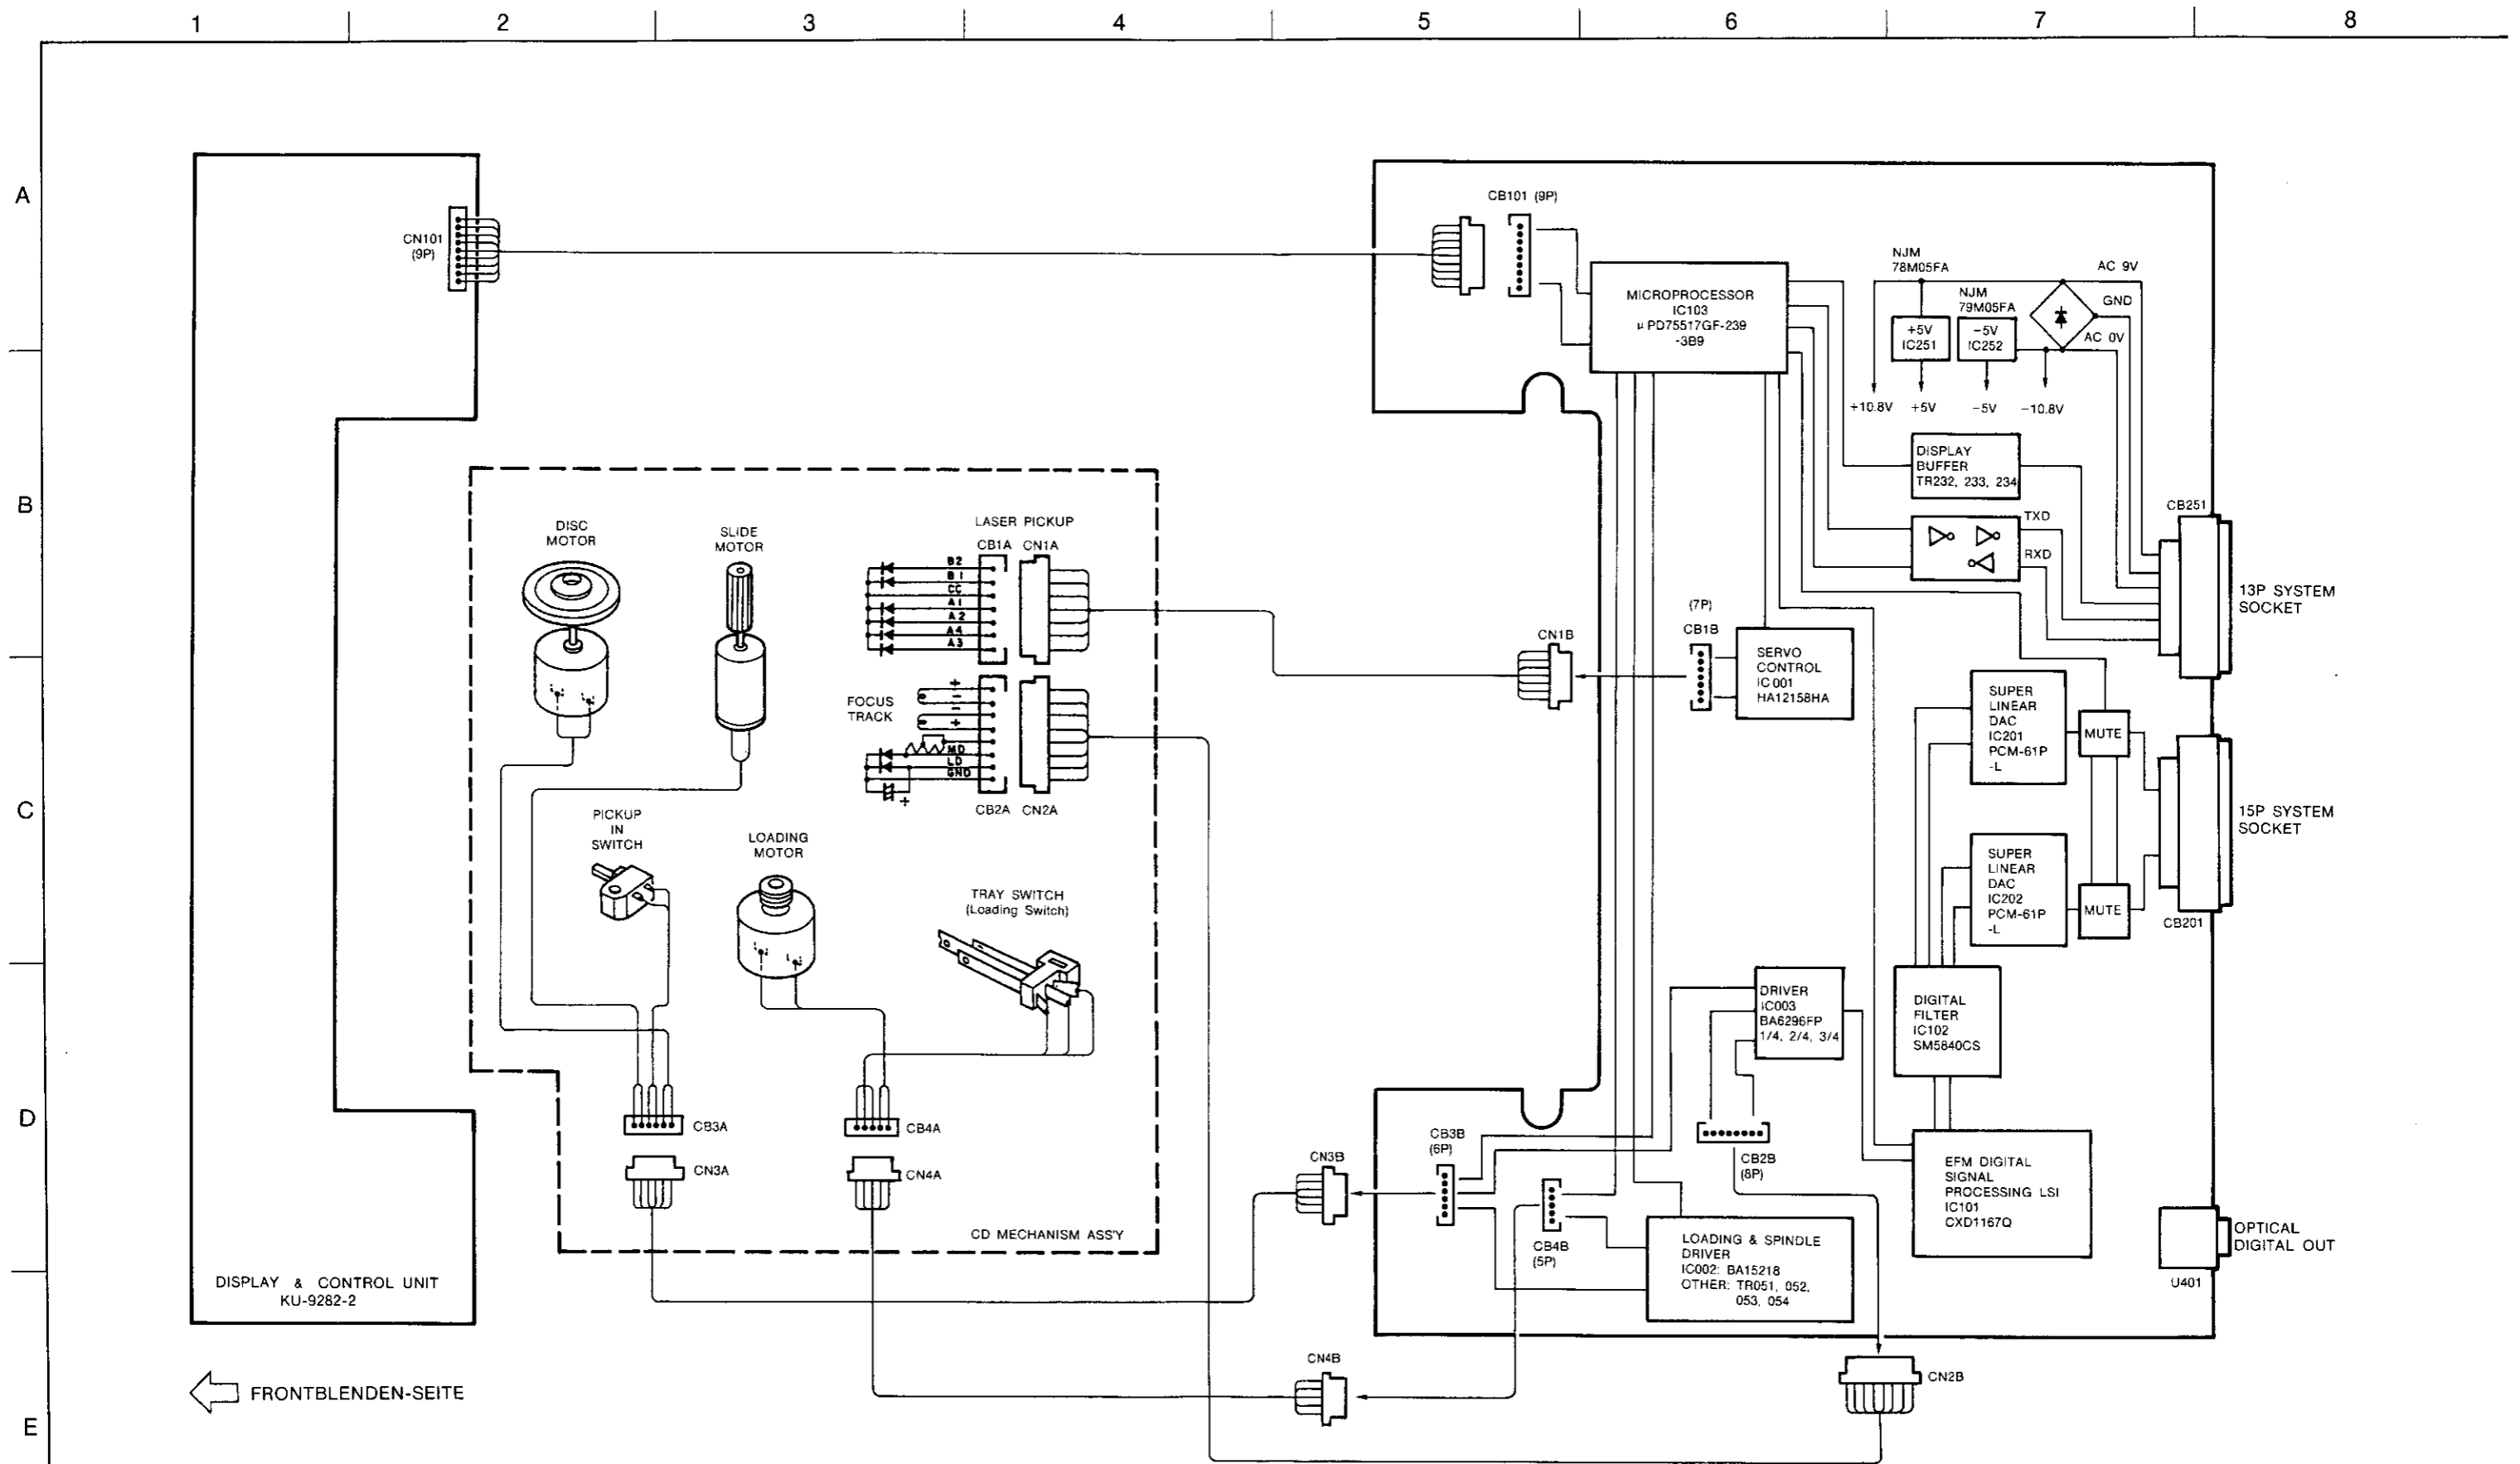 1 2 3 4 5 6 7 8
A
B
C
D
E
CN101
(9P)
DISPLAY & CONTROL UNIT
KU-9282-2
FRONTBLENDEN-SEITE
DISC
MOTOR
SLIDE
MOTOR
LASER PICKUP
CB1A CN1A
B2
B1
CC
A1
A2
A4
A3
FOCUS
TRACK
+
−
−
+
MD
LD
GND
+
CB2A CN2A
PICKUP
IN
SWITCH
LOADING
MOTOR
TRAY SWITCH
(Loading Switch)
CB3A
CN3A
CB4A
CN4A
CD MECHANISM ASS'Y
CB101 (9P)
MICROPROCESSOR
IC103
μPD75517GF-239
-3B9
NJM
78M05FA
+5V
IC251
NJM
79M05FA
−5V
IC252
AC 9V
GND
AC 0V
+10.8V +5V −5V −10.8V
DISPLAY
BUFFER
TR232, 233, 234
TXD
RXD
CB251
13P SYSTEM
SOCKET
CN1B
(7P)
CB1B
SERVO
CONTROL
IC001
HA12158HA
SUPER
LINEAR
DAC
IC201
PCM-61P
-L
MUTE
15P SYSTEM
SOCKET
SUPER
LINEAR
DAC
IC202
PCM-61P
-L
MUTE
CB201
DRIVER
IC003
BA6296FP
1/4, 2/4, 3/4
DIGITAL
FILTER
IC102
SM5840CS
CN3B
CB3B
(6P)
CB2B
(8P)
CB4B
(5P)
EFM DIGITAL
SIGNAL
PROCESSING LSI
IC101
CXD1167Q
LOADING & SPINDLE
DRIVER
IC002: BA15218
OTHER: TR051, 052,
053, 054
OPTICAL
DIGITAL OUT
U401
CN4B
CN2B